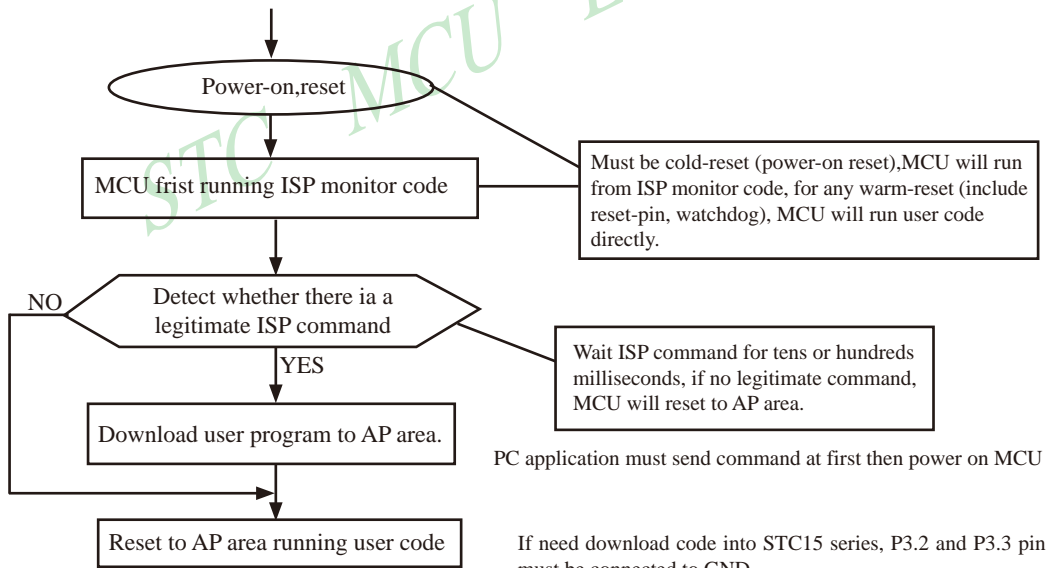 STC MCU
Power-on,reset
MCU frist running ISP monitor code
Must be cold-reset (power-on reset),MCU will run
from ISP monitor code, for any warm-reset (include
reset-pin, watchdog), MCU will run user code
directly.
NO
Detect whether there ia a
legitimate ISP command
YES
Wait ISP command for tens or hundreds
milliseconds, if no legitimate command,
MCU will reset to AP area.
Download user program to AP area.
PC application must send command at first then power on MCU
Reset to AP area running user code
If need download code into STC15 series, P3.2 and P3.3 pin
must be connected to GND